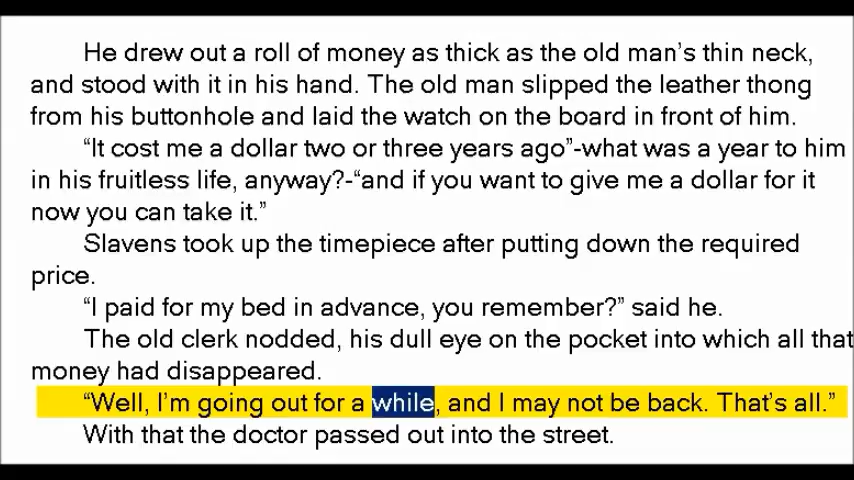 He drew out a roll of money as thick as the old man’s thin neck,
and stood with it in his hand. The old man slipped the leather thong
from his buttonhole and laid the watch on the board in front of him.
“It cost me a dollar two or three years ago”-what was a year to him
in his fruitless life, anyway?-“and if you want to give me a dollar for it
now you can take it.”
Slavens took up the timepiece after putting down the required
price.
“I paid for my bed in advance, you remember?” said he.
The old clerk nodded, his dull eye on the pocket into which all that
money had disappeared.
“Well, I’m going out for a while, and I may not be back. That’s all.”
With that the doctor passed out into the street.